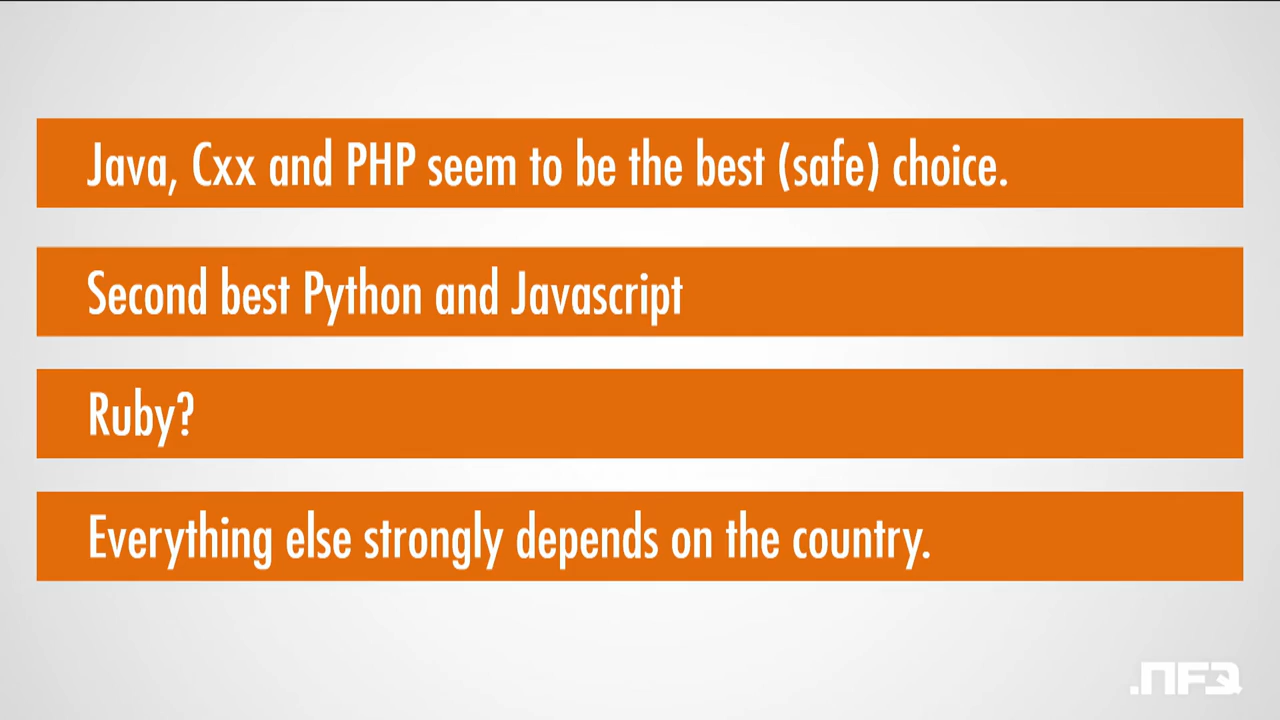 Java, Cxx and PHP seem to be the best (safe) choice.
Second best Python and Javascript
Ruby?
Everything else strongly depends on the country.
.NFQ